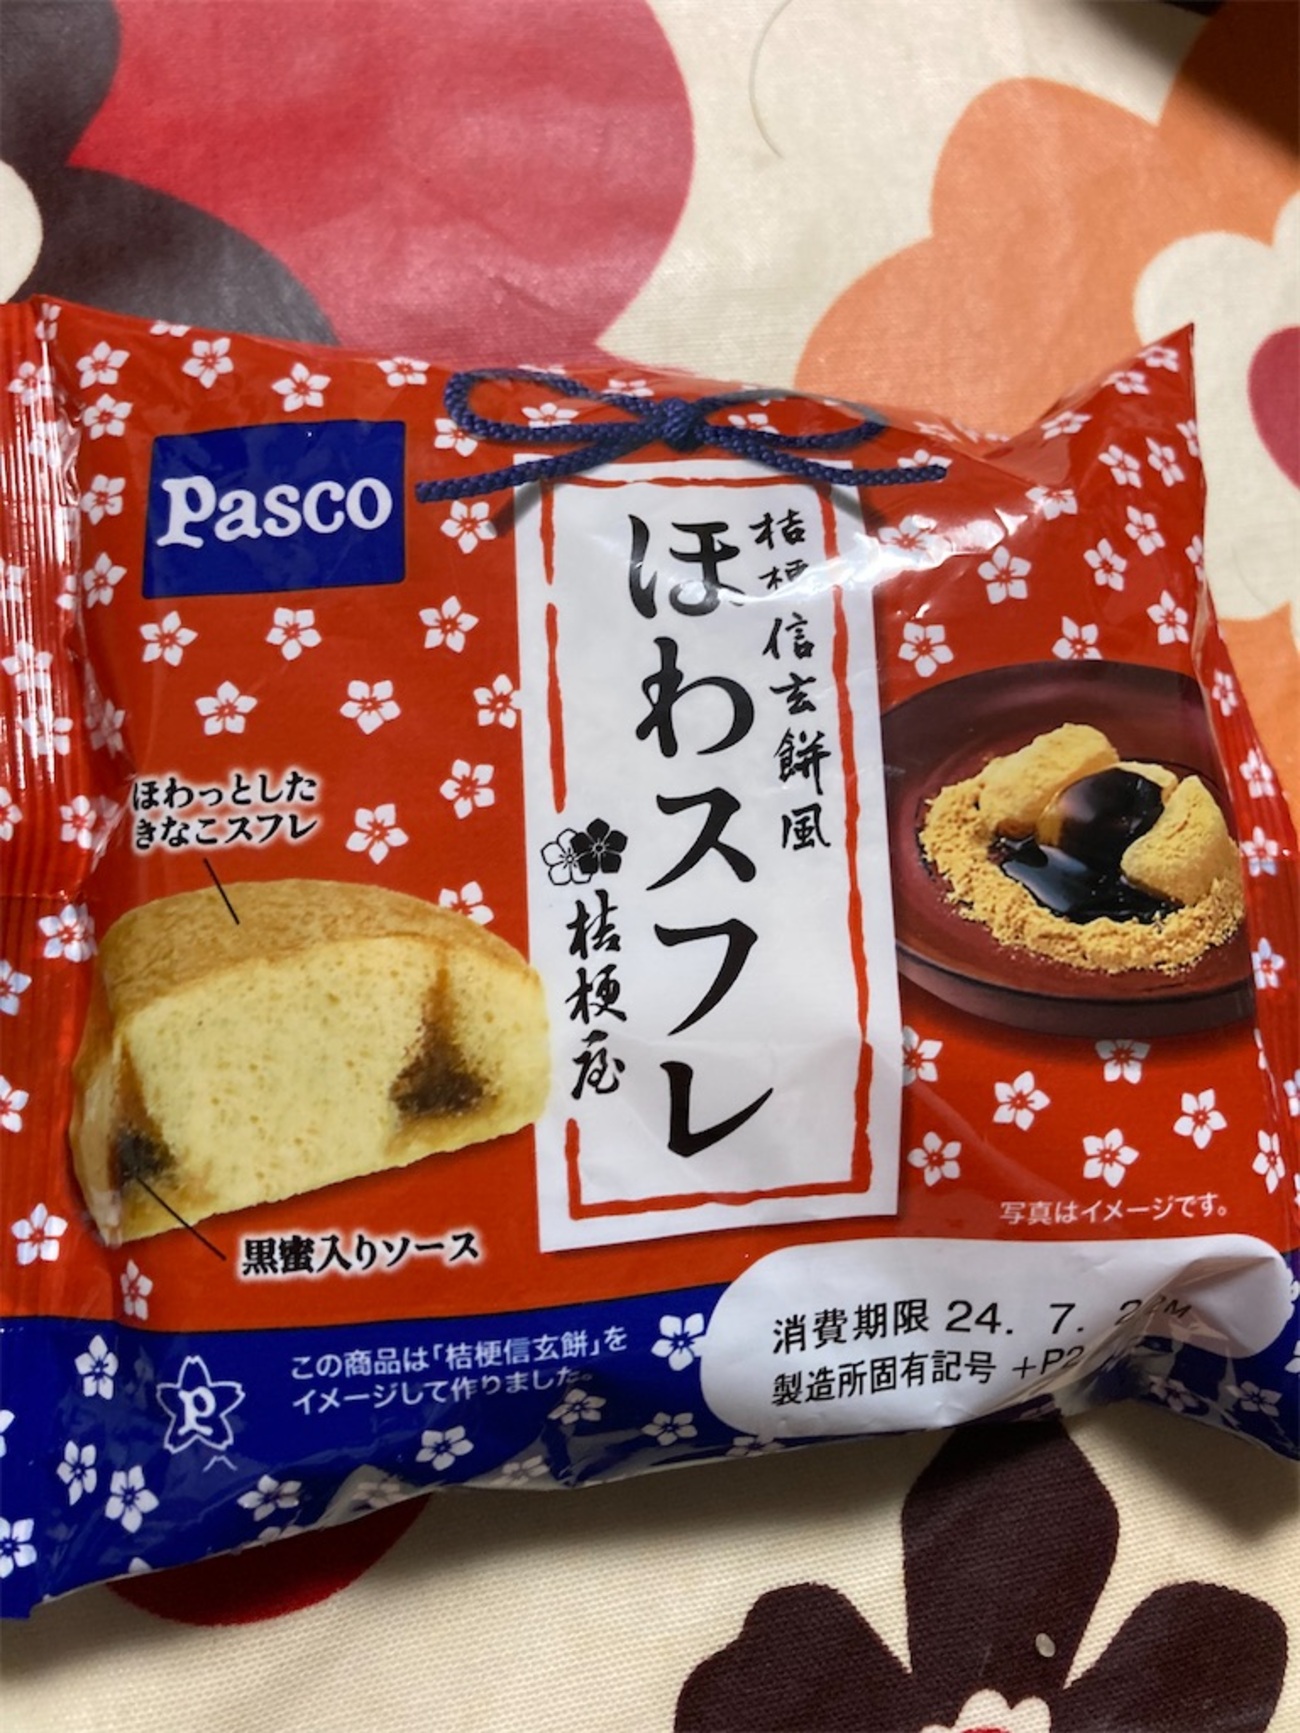 Pasco
桔梗信玄餅風
ほわスフレ
桔梗屋
ほわっとした
きなこスフレ
黒蜜入りソース
写真はイメージです。
この商品は「桔梗信玄餅」を
イメージして作りました。
P
消費期限 24. 7.
製造所固有記号 +P2